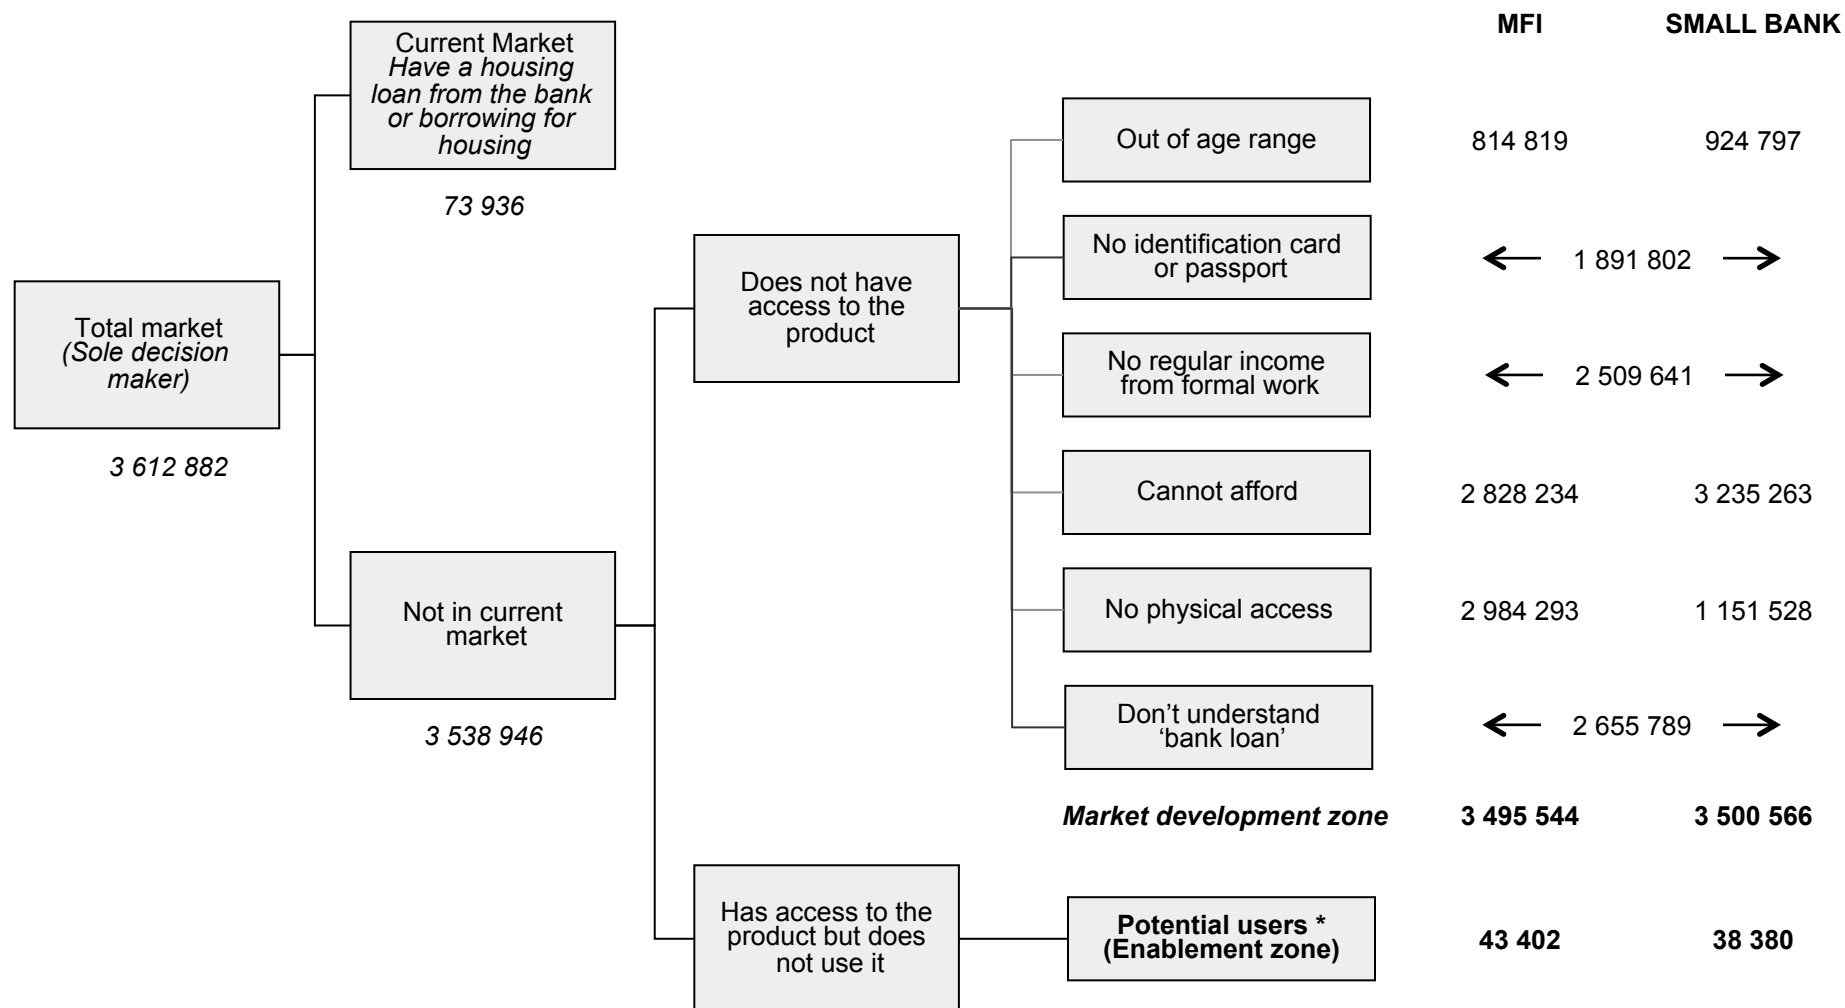 MFI SMALL BANK
Current Market
Have a housing
loan from the bank
or borrowing for
housing
73 936
Total market
(Sole decision
maker)
3 612 882
Not in current
market
3 538 946
Does not have
access to the
product
Out of age range 814 819 924 797
No identification card
or passport
1 891 802
No regular income
from formal work
2 509 641
Cannot afford 2 828 234 3 235 263
No physical access 2 984 293 1 151 528
Don’t understand
‘bank loan’
2 655 789
Market development zone 3 495 544 3 500 566
Has access to the
product but does
not use it
Potential users *
(Enablement zone)
43 402 38 380